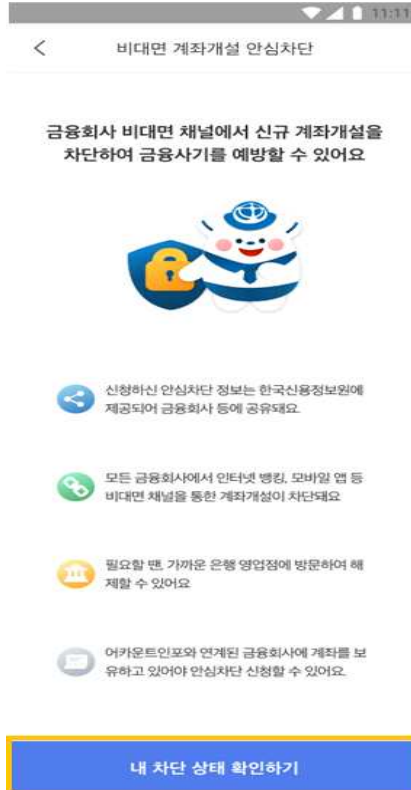 11:11
비대면 계좌개설 안심차단
금융회사 비대면 채널에서 신규 계좌개설을
차단하여 금융사기를 예방할 수 있어요
신청하신 안심차단 정보는 한국신용정보원에
제공되어 금융회사 등에 공유돼요.
모든 금융회사에서 인터넷 뱅킹, 모바일 앱 등
비대면 채널을 통한 계좌개설이 차단돼요
필요할 땐, 가까운 은행 영업점에 방문하여 해
제할 수 있어요
어카운트인포와 연계된 금융회사에 계좌를 보
유하고 있어야 안심차단 신청할 수 있어요.
내 차단 상태 확인하기